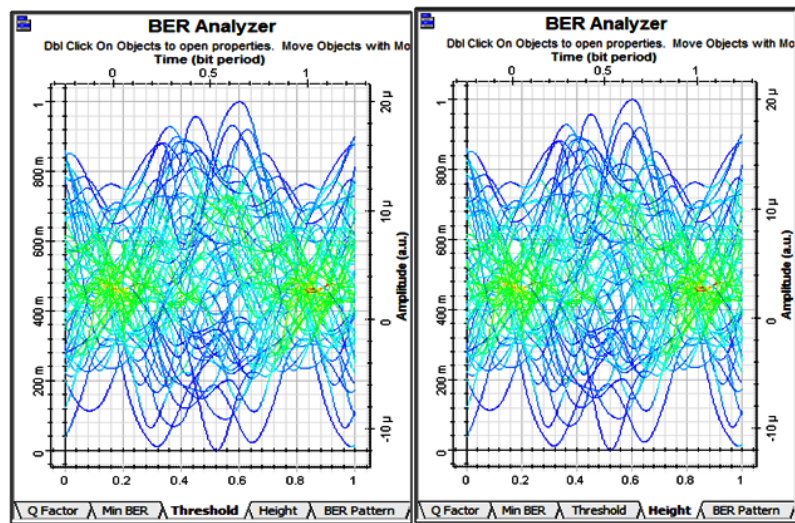 BER Analyzer
Dbl Click On Objects to open properties. Move Objects with Mo
Time (bit period)
0 0.5 1
1
800 m
600 m
400 m
200 m
0
20 µ
10 µ
0
-10 µ
Amplitude (a.u.)
0 0.2 0.4 0.6 0.8 1
Q Factor Min BER Threshold Height BER Pattern
BER Analyzer
Dbl Click On Objects to open properties. Move Objects with Mo
Time (bit period)
0 0.5 1
1
800 m
600 m
400 m
200 m
0
20 µ
10 µ
0
-10 µ
Amplitude (a.u.)
0 0.2 0.4 0.6 0.8 1
Q Factor Min BER Threshold Height BER Pattern